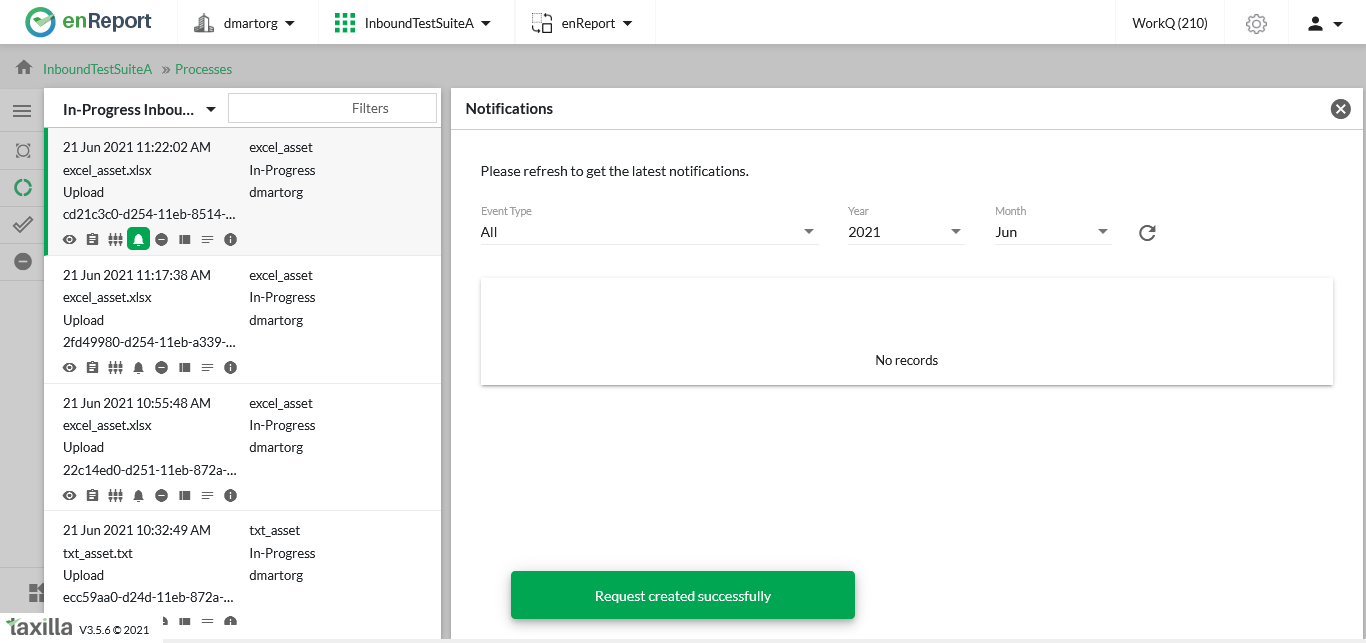 enReport
dmartorg
InboundTestSuiteA
enReport
WorkQ (210)
InboundTestSuiteA » Processes
In-Progress Inbou...
Filters
21 Jun 2021 11:22:02 AM excel_asset
excel_asset.xlsx In-Progress
Upload dmartorg
cd21c3c0-d254-11eb-8514-...
21 Jun 2021 11:17:38 AM excel_asset
excel_asset.xlsx In-Progress
Upload dmartorg
2fd49980-d254-11eb-a339-...
21 Jun 2021 10:55:48 AM excel_asset
excel_asset.xlsx In-Progress
Upload dmartorg
22c14ed0-d251-11eb-872a-...
21 Jun 2021 10:32:49 AM txt_asset
txt_asset.txt In-Progress
Upload dmartorg
ecc59aa0-d24d-11eb-872a-...
taxilla V3.5.6 © 2021
Notifications
Please refresh to get the latest notifications.
Event Type Year Month
All 2021 Jun
No records
Request created successfully